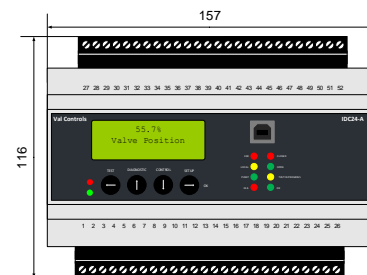 157
116
27 28 29 30 31 32 33 34 35 36 37 38 39 40 41 42 43 44 45 46 47 48 49 50 51 52
Val Controls
IDC24-A
55.7%
Valve Position
TEST DIAGNOSTIC CONTROL SETUP
OK
1 2 3 4 5 6 7 8 9 10 11 12 13 14 15 16 17 18 19 20 21 22 23 24 25 26